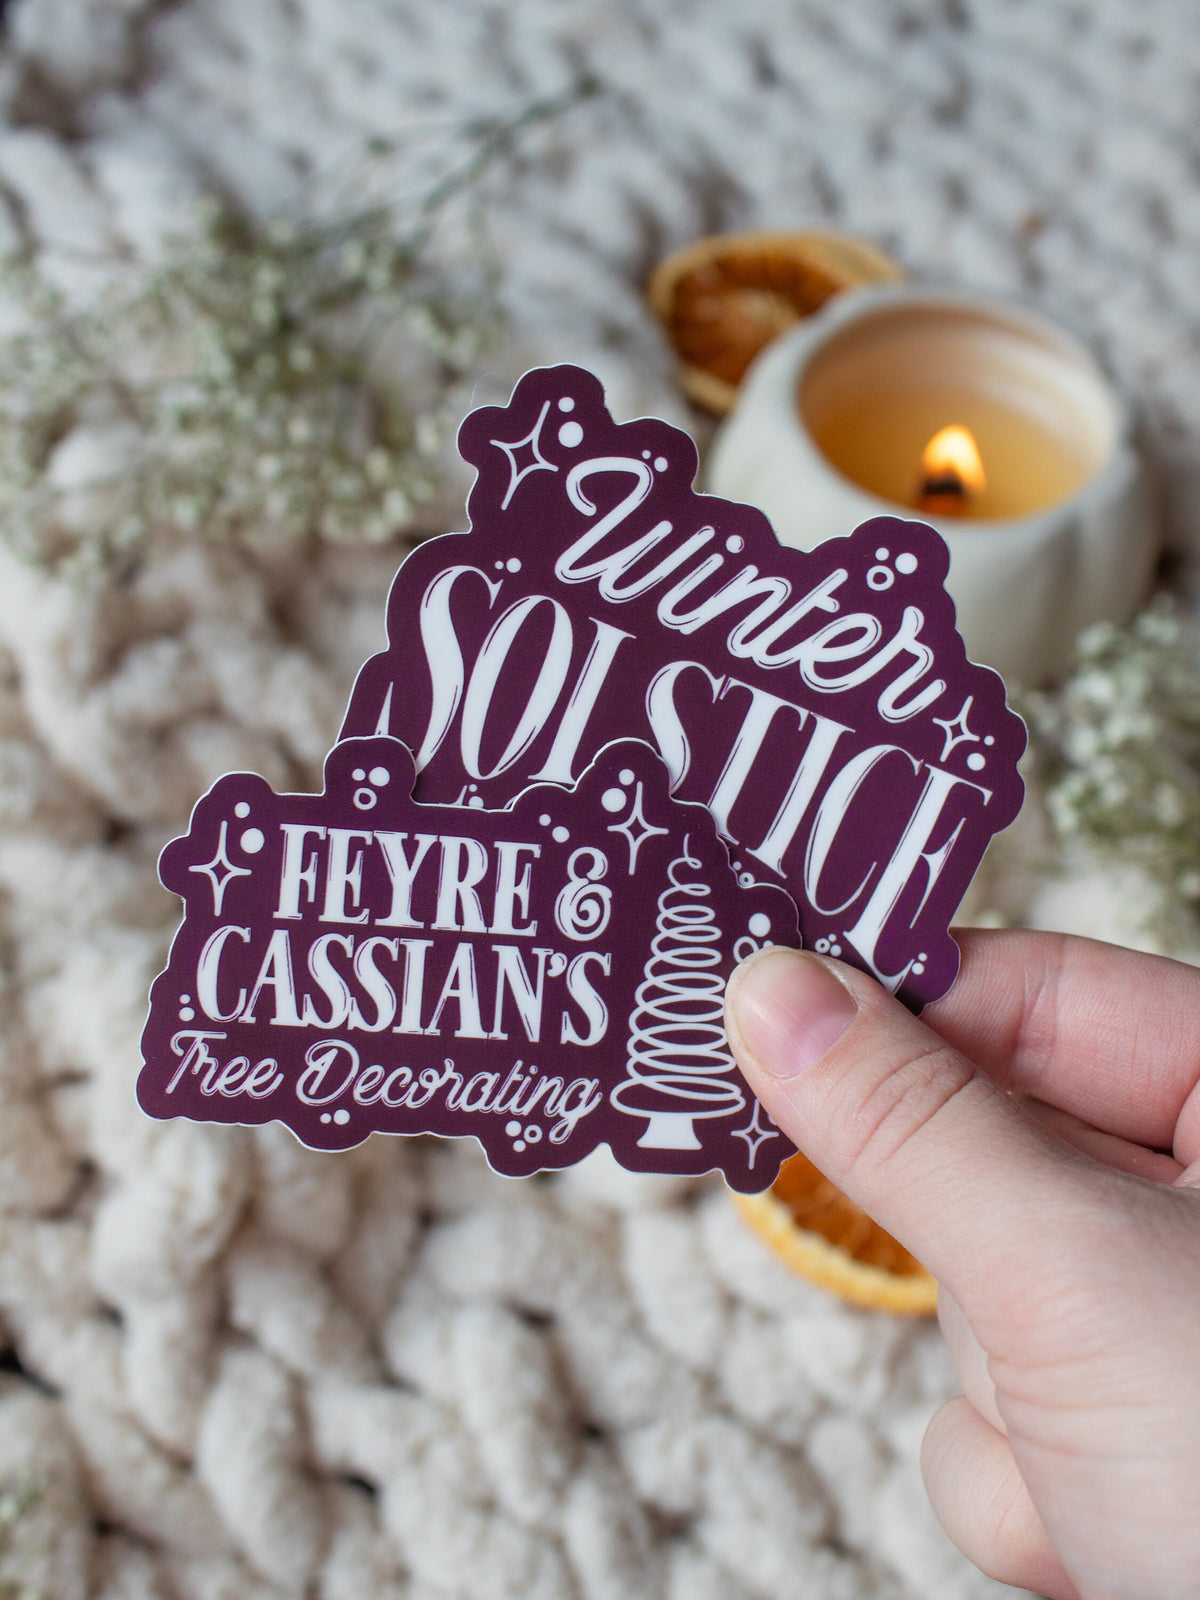 Winter
SOLSTICE
FEYRE &
CASSIAN'S
Tree Decorating